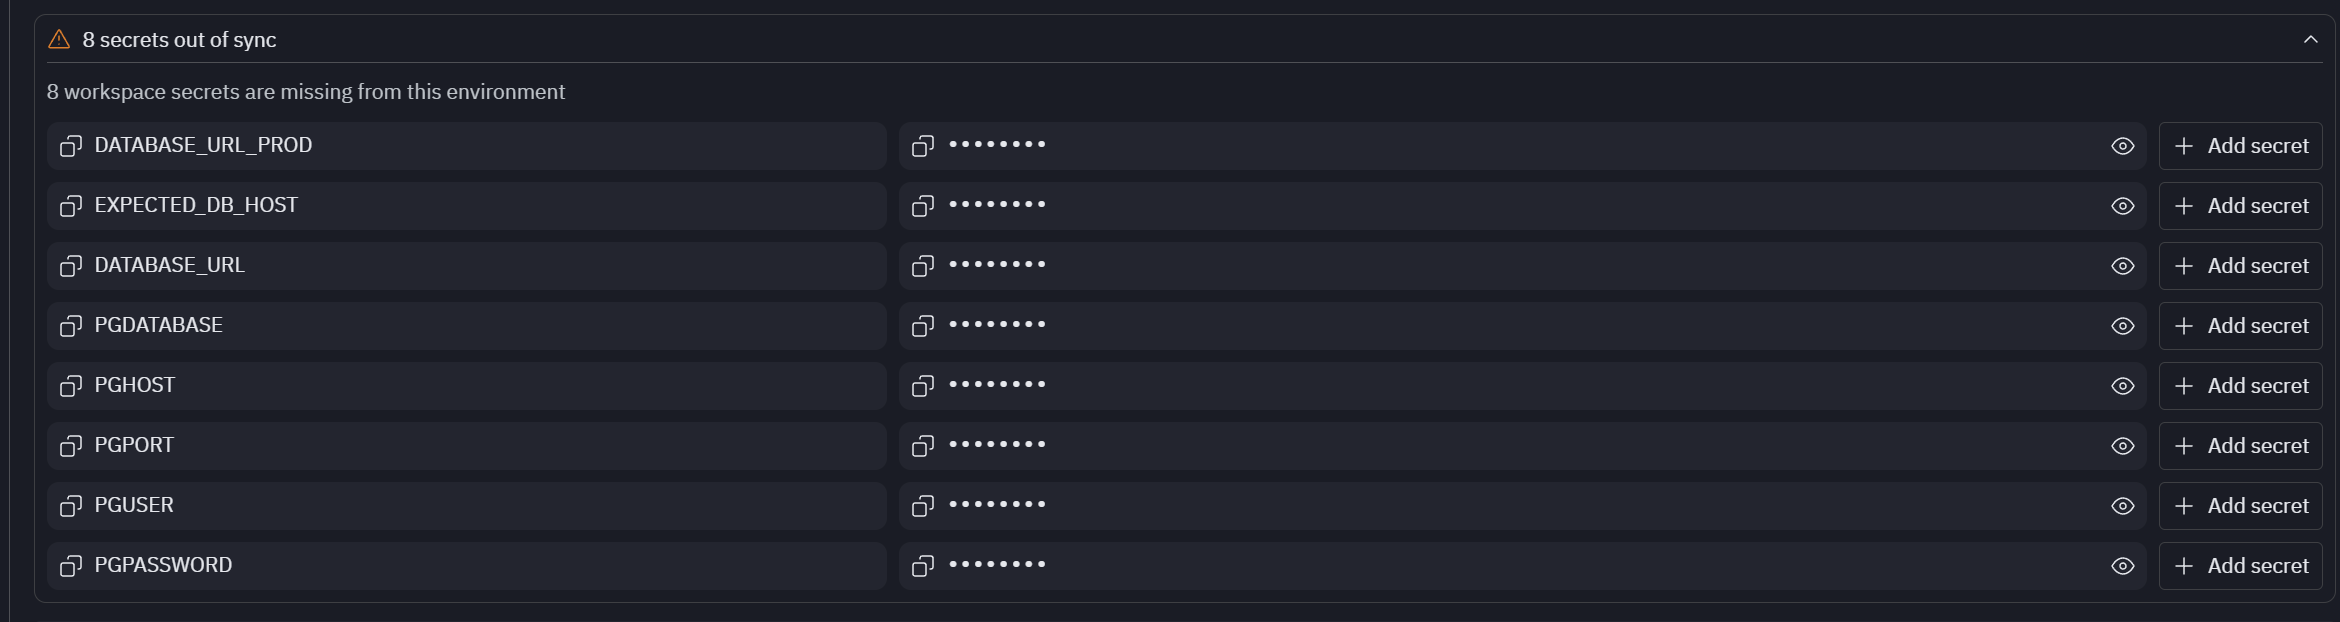 8 secrets out of sync
8 workspace secrets are missing from this environment
DATABASE_URL_PROD •••••••• Add secret
EXPECTED_DB_HOST •••••••• Add secret
DATABASE_URL •••••••• Add secret
PGDATABASE •••••••• Add secret
PGHOST •••••••• Add secret
PGPORT •••••••• Add secret
PGUSER •••••••• Add secret
PGPASSWORD •••••••• Add secret